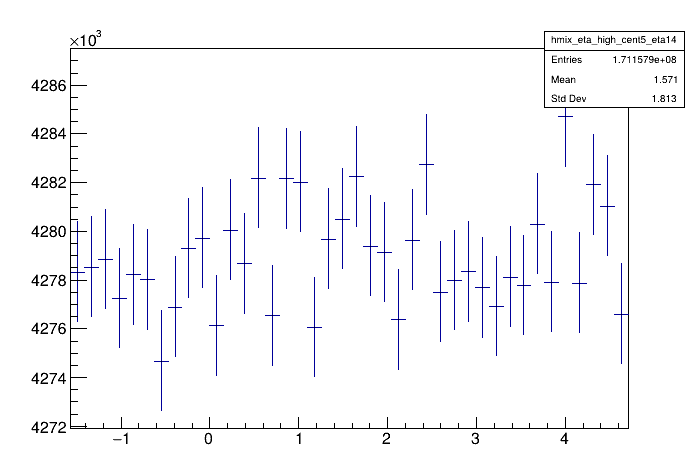 ×10³
hmix_eta_high_cent5_eta14
Entries 1.711579e+08
Mean 1.571
Std Dev 1.813
4286
4284
4282
4280
4278
4276
4274
4272
−1 0 1 2 3 4